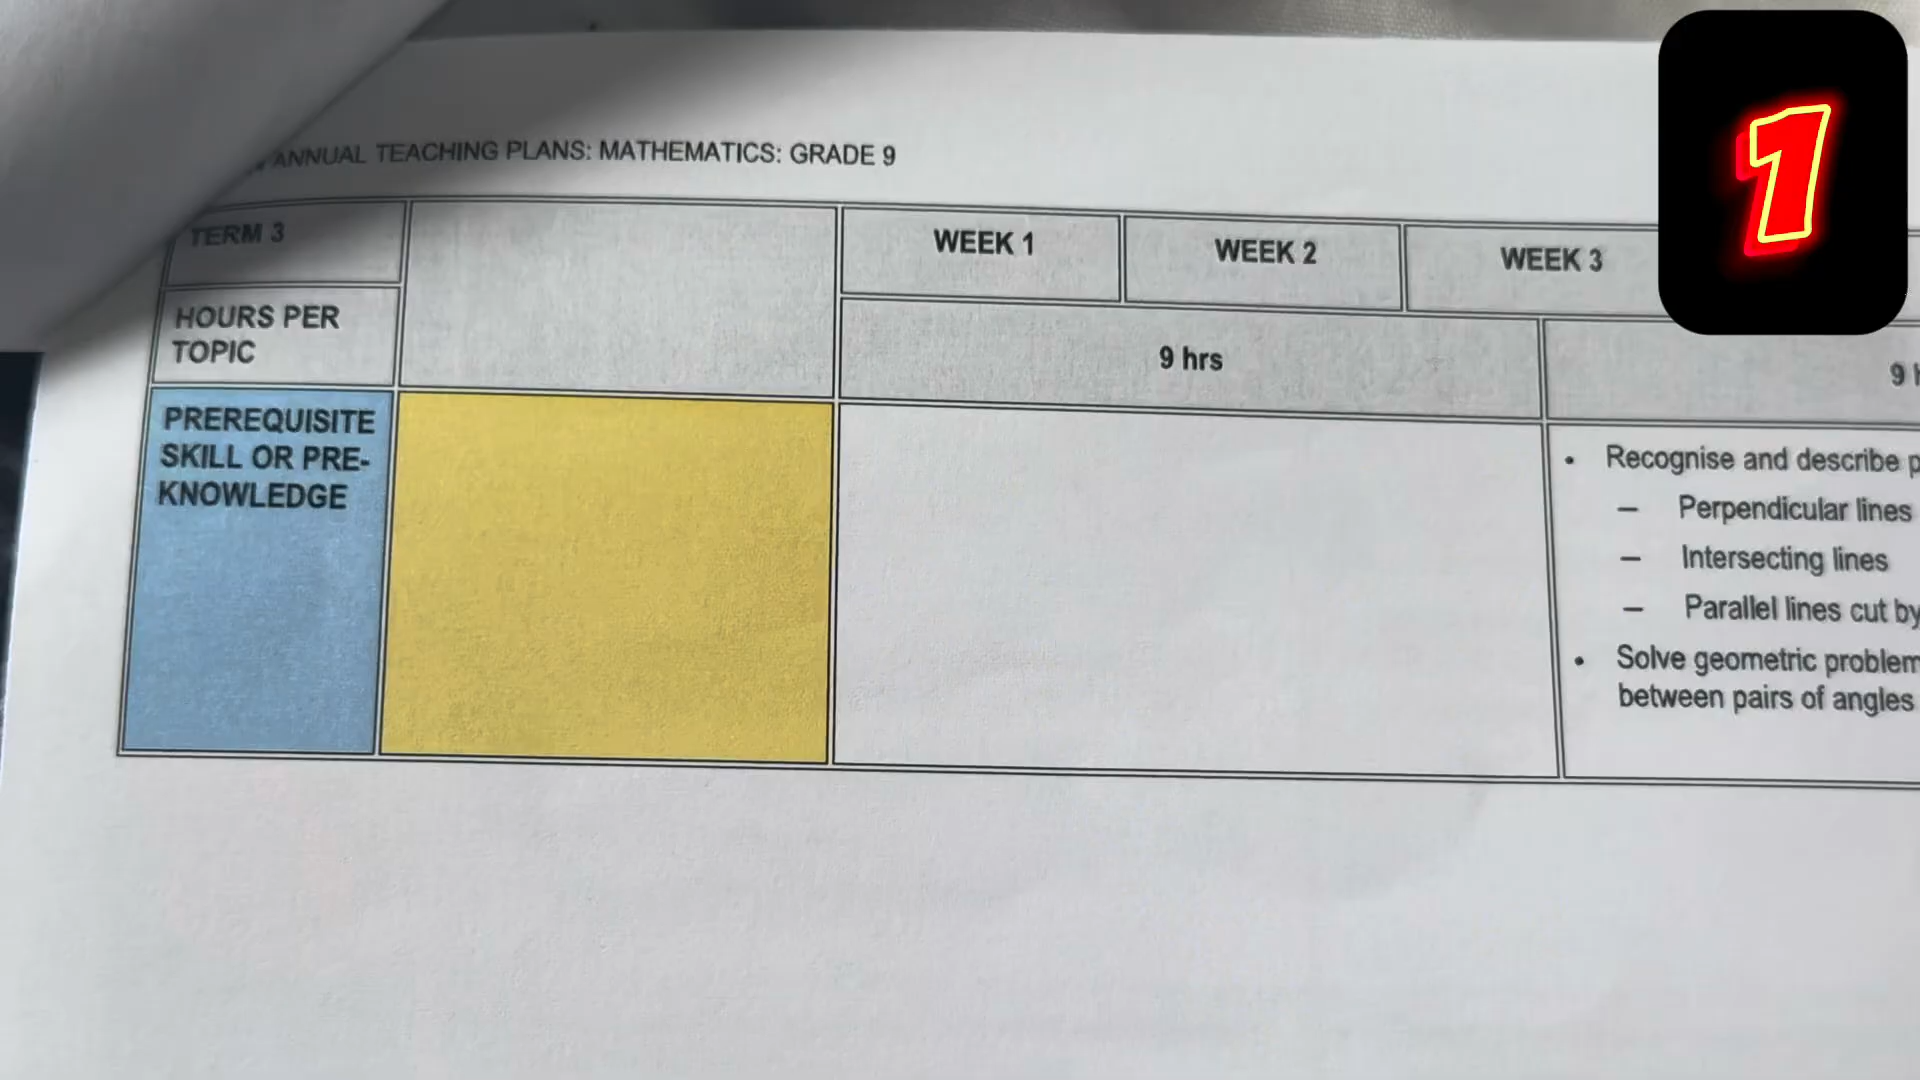 ANNUAL TEACHING PLANS: MATHEMATICS: GRADE 9
TERM 3
WEEK 1
WEEK 2
WEEK 3
HOURS PER
TOPIC
9 hrs
9
PREREQUISITE
SKILL OR PRE-
KNOWLEDGE
• Recognise and describe
– Perpendicular lines
– Intersecting lines
– Parallel lines cut by
• Solve geometric problem
between pairs of angles
1